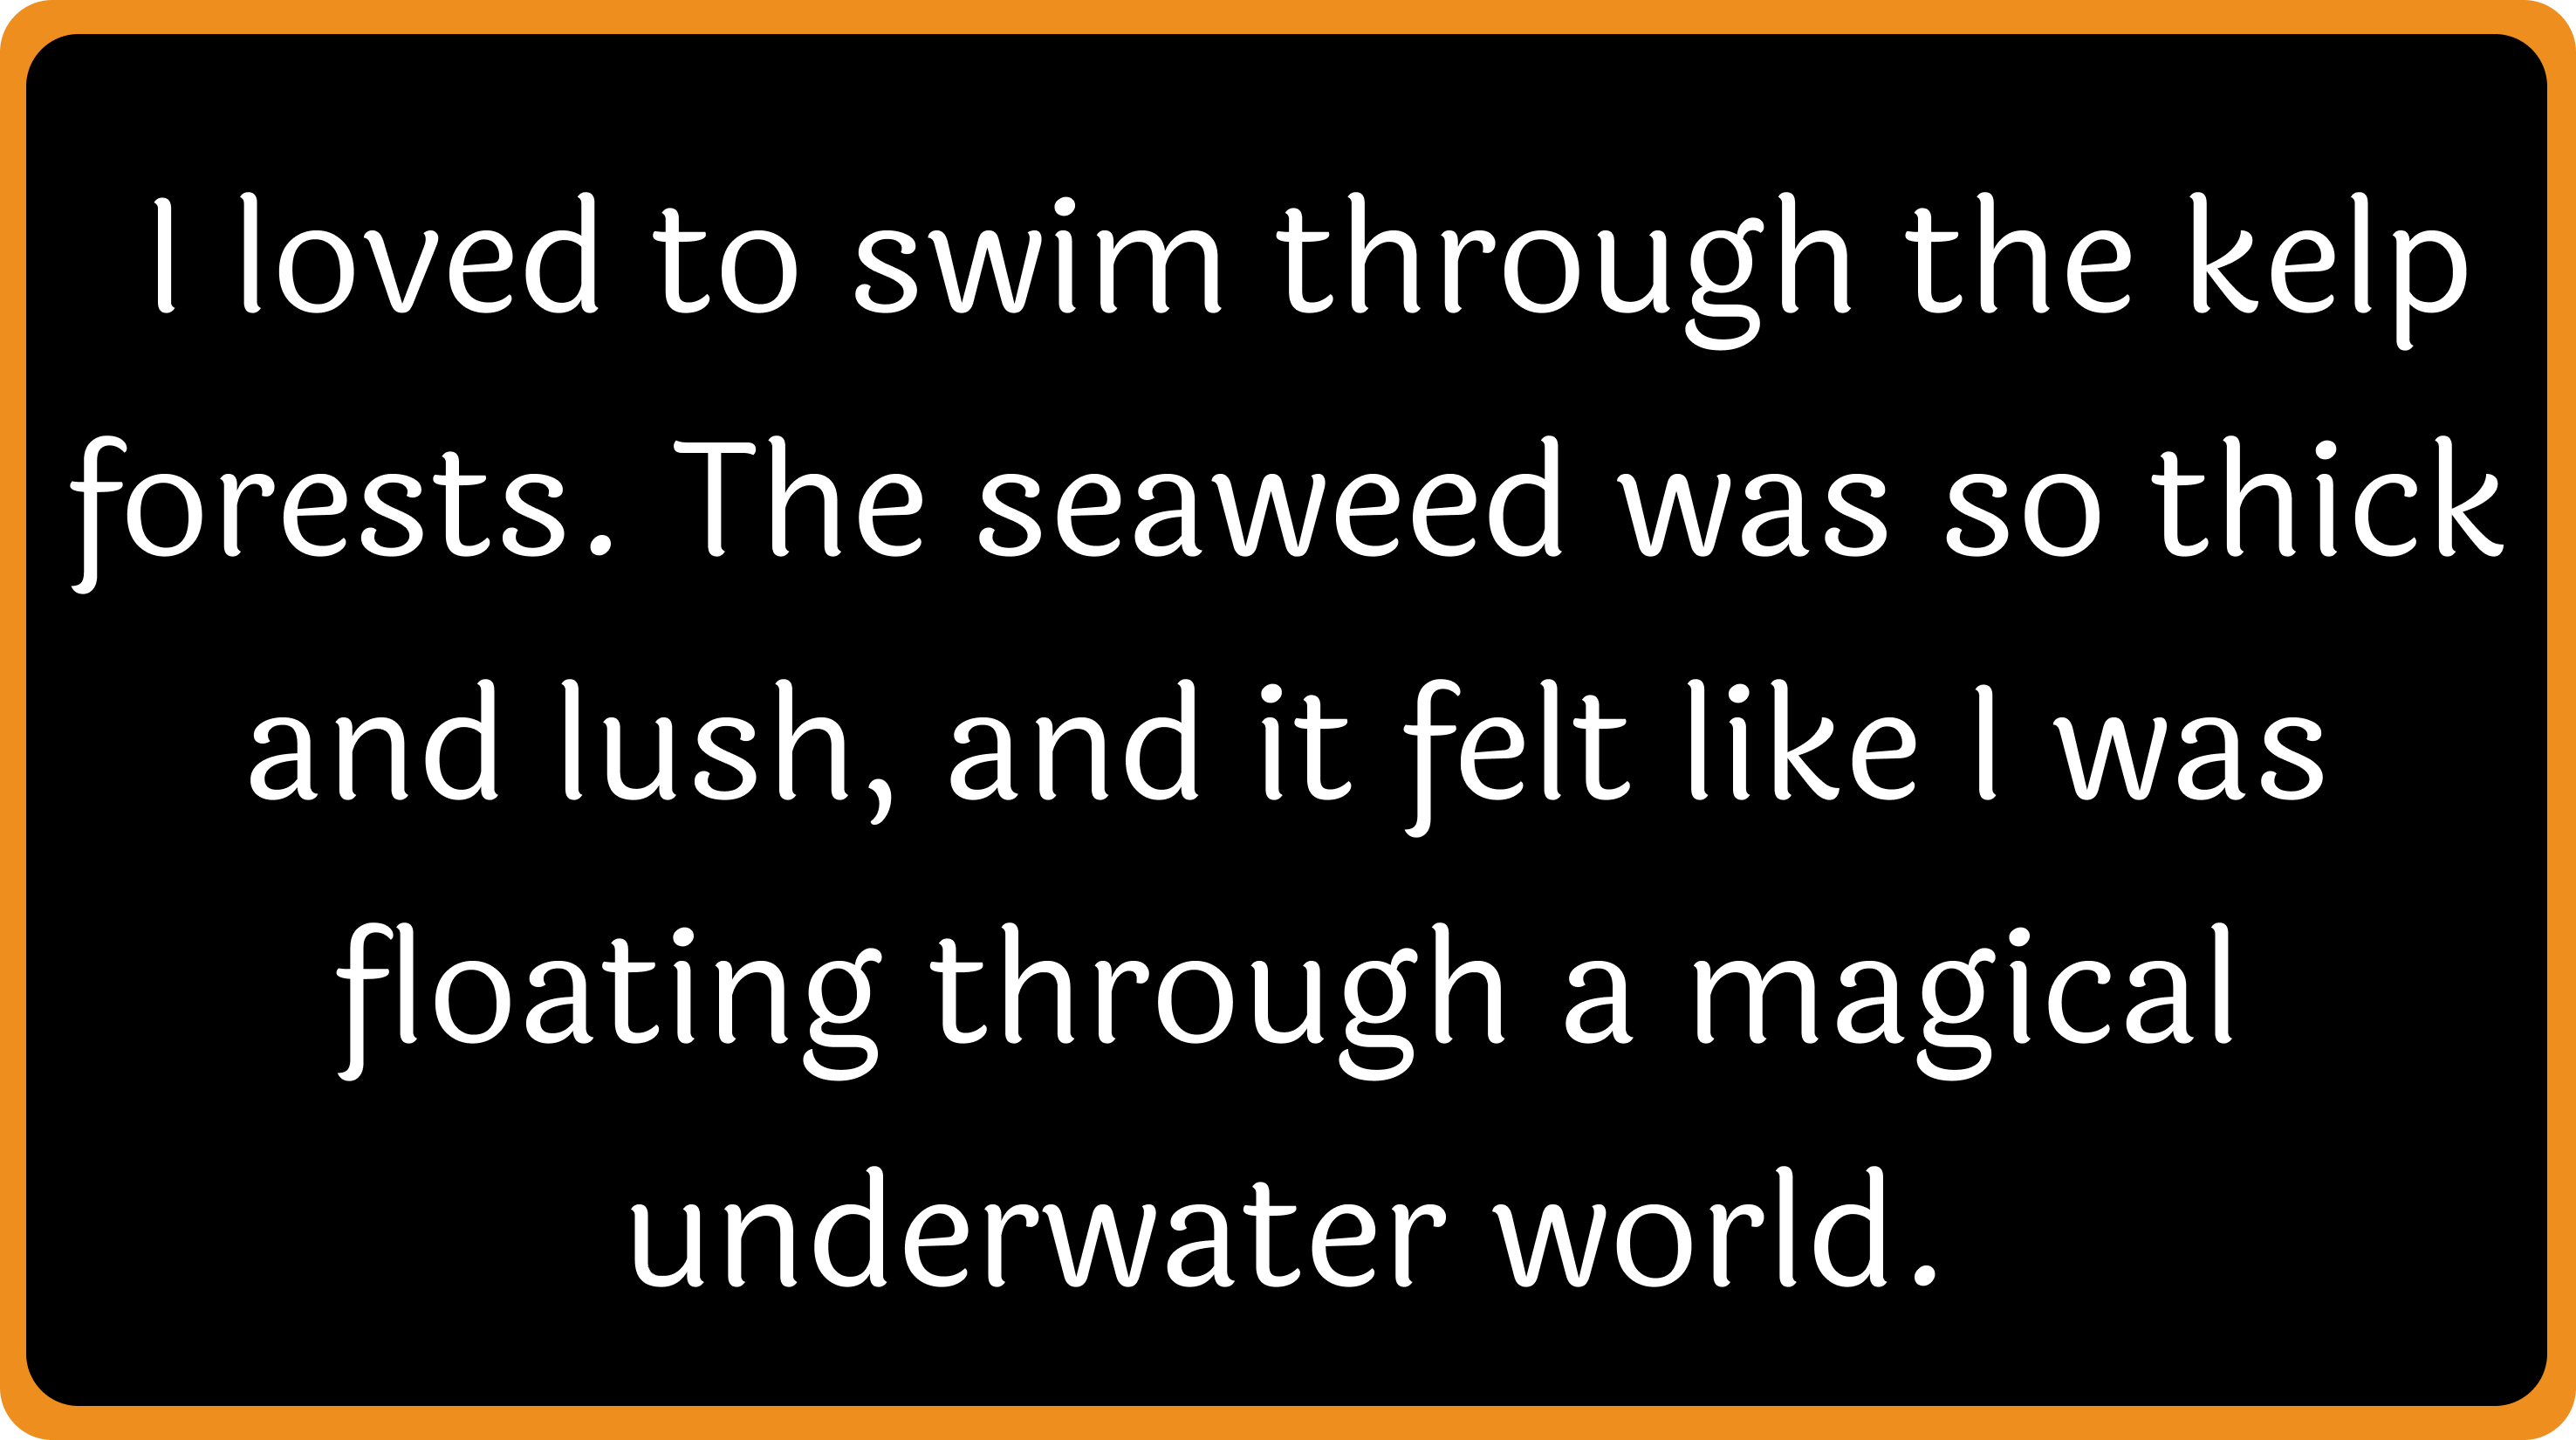 I loved to swim through the kelp
forests. The seaweed was so thick
and lush, and it felt like I was
floating through a magical
underwater world.